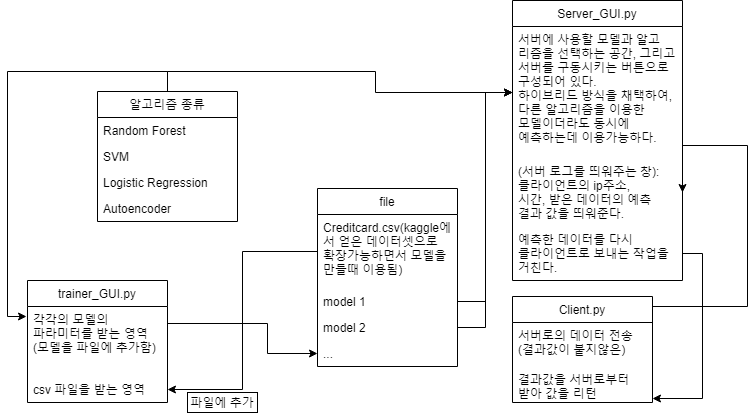 Server_GUI.py
서버에 사용할 모델과 알고
리즘을 선택하는 공간, 그리고
서버를 구동시키는 버튼으로
구성되어 있다.
하이브리드 방식을 채택하여,
다른 알고리즘을 이용한
모델이더라도 동시에
예측하는데 이용가능하다.
(서버 로그를 띄워주는 창):
클라이언트의 ip주소,
시간, 받은 데이터의 예측
결과 값을 띄워준다.
예측한 데이터를 다시
클라이언트로 보내는 작업을
거친다.
알고리즘 종류
Random Forest
SVM
Logistic Regression
Autoencoder
file
Creditcard.csv(kaggle에
서 얻은 데이터셋으로
확장가능하면서 모델을
만들때 이용됨)
model 1
model 2
...
trainer_GUI.py
각각의 모델의
파라미터를 받는 영역
(모델을 파일에 추가함)
csv 파일을 받는 영역
파일에 추가
Client.py
서버로의 데이터 전송
(결과값이 붙지않은)
결과값을 서버로부터
받아 값을 리턴